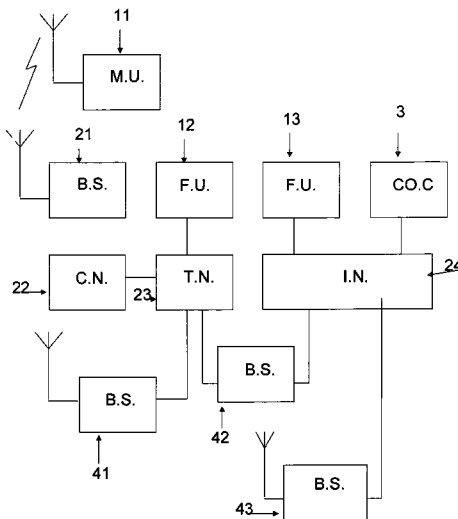 11
M.U.
21
12
13
3
B.S.
F.U.
F.U.
CO.C
C.N.
T.N.
I.N.
24
22
23
B.S.
B.S.
41
42
B.S.
43